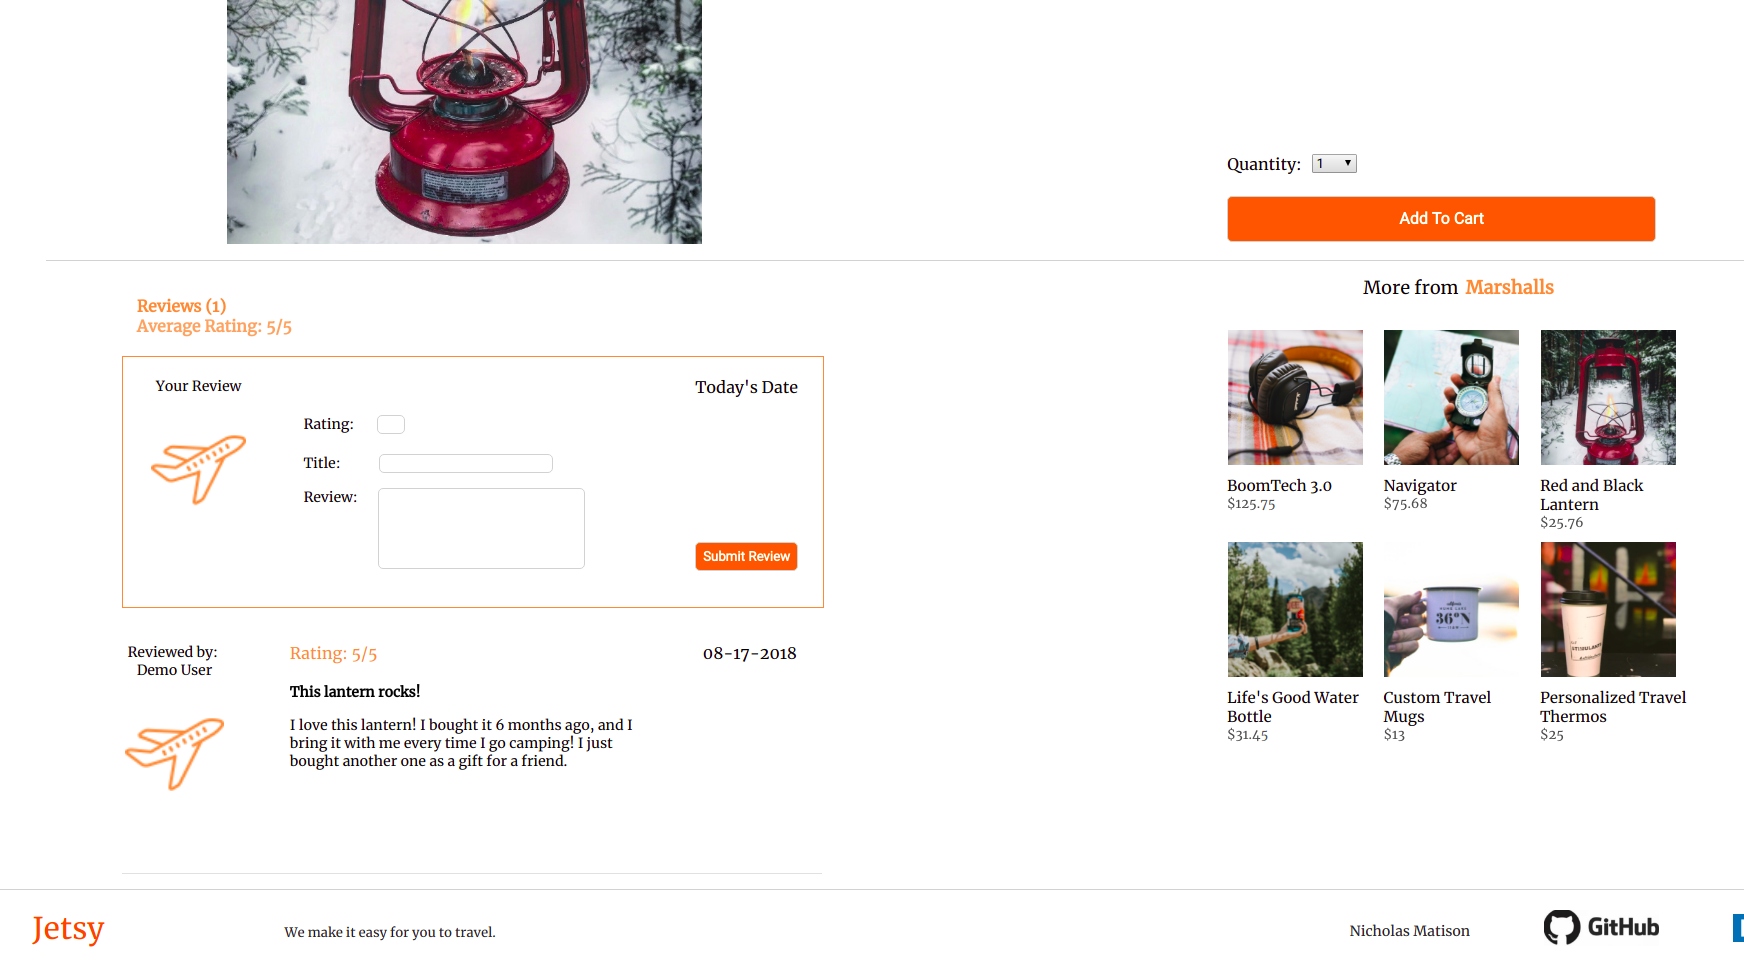 Quantity: 1
Add To Cart
Reviews (1)
Average Rating: 5/5
Your Review
Today's Date
Rating:
Title:
Review:
Submit Review
Reviewed by:
Demo User
Rating: 5/5
08-17-2018
This lantern rocks!
I love this lantern! I bought it 6 months ago, and I
bring it with me every time I go camping! I just
bought another one as a gift for a friend.
More from Marshalls
BoomTech 3.0
$125.75
Navigator
$75.68
Red and Black
Lantern
$25.76
36°N
Life's Good Water
Bottle
$31.45
Custom Travel
Mugs
$13
Personalized Travel
Thermos
$25
Jetsy
We make it easy for you to travel.
Nicholas Matison
GitHub